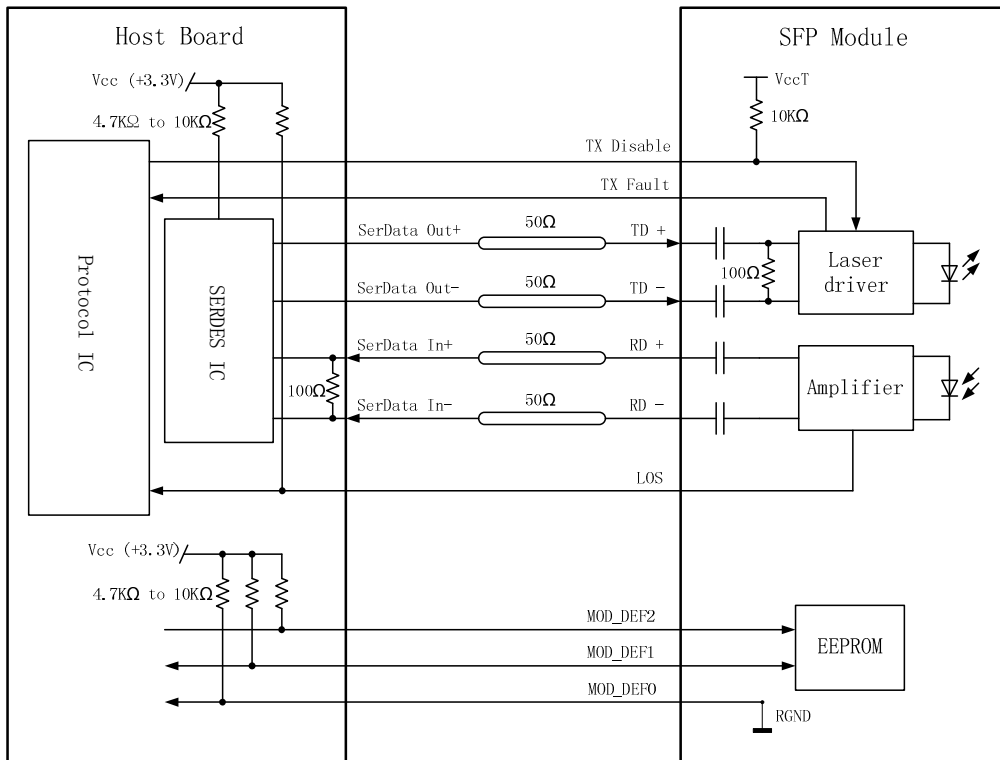 Host Board
SFP Module
Vcc (+3.3V)
VccT
4.7KΩ to 10KΩ
10KΩ
TX Disable
TX Fault
SerData Out+
50Ω
TD +
Protocol IC
SERDES IC
100Ω
Laser
driver
SerData Out-
50Ω
TD -
SerData In+
50Ω
RD +
100Ω
Amplifier
SerData In-
50Ω
RD -
LOS
Vcc (+3.3V)
4.7KΩ to 10KΩ
MOD_DEF2
EEPROM
MOD_DEF1
MOD_DEF0
RGND